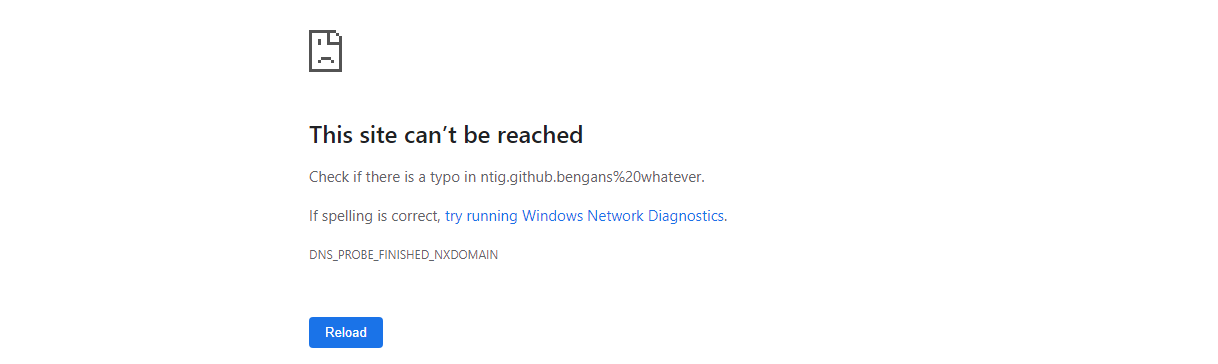 This site can’t be reached
Check if there is a typo in ntig.github.bengans%20whatever.
If spelling is correct, try running Windows Network Diagnostics.
DNS_PROBE_FINISHED_NXDOMAIN
Reload